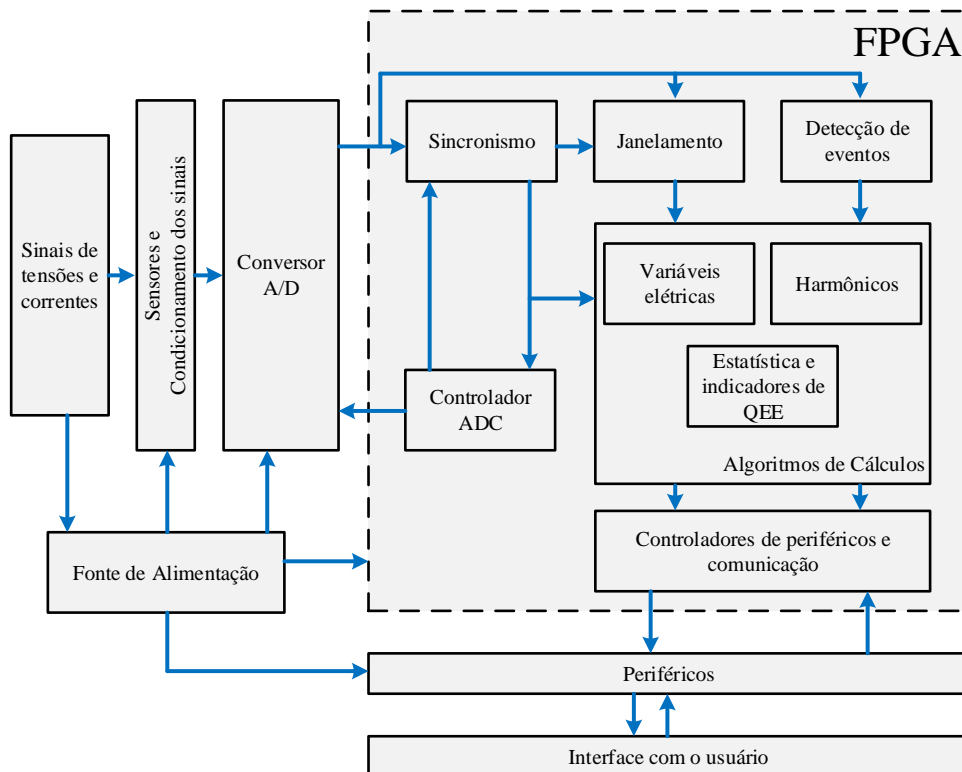 FPGA
Sinais de
tensões e
correntes
Sensores e
Condicionamento dos sinais
Conversor
A/D
Sincronismo
Janelamento
Detecção de
eventos
Variáveis
elétricas
Harmônicos
Estatística e
indicadores de
QEE
Algoritmos de Cálculos
Controlador
ADC
Fonte de Alimentação
Controladores de periféricos e
comunicação
Periféricos
Interface com o usuário